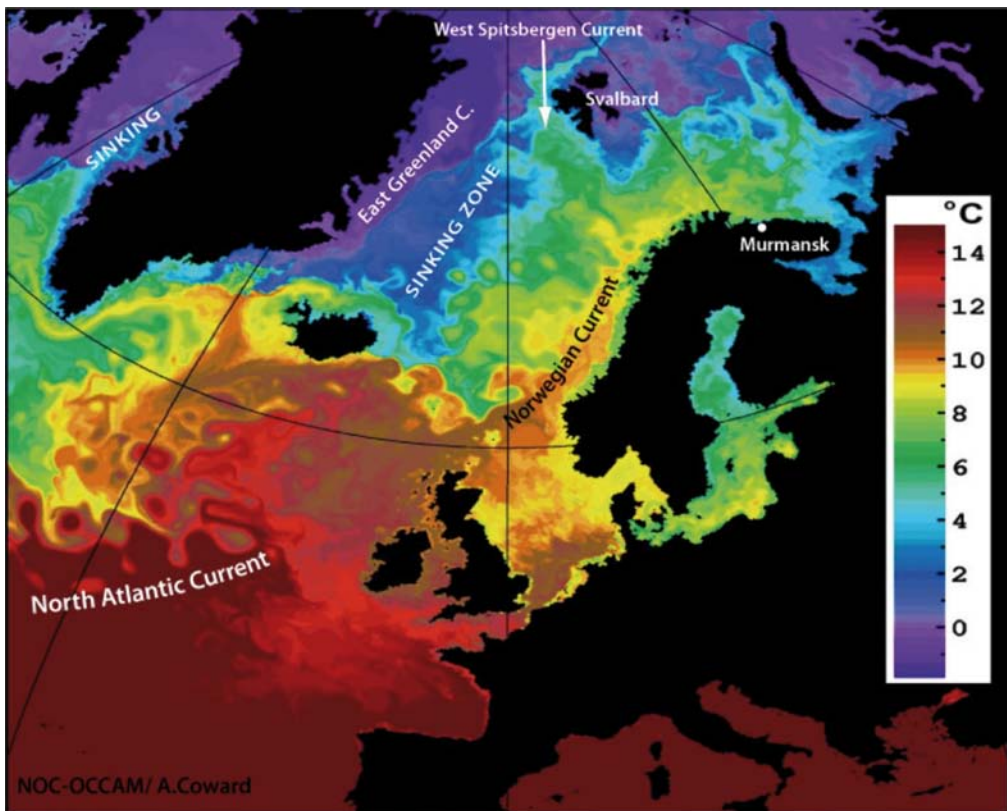 West Spitsbergen Current
Svalbard
SINKING
East Greenland C.
SINKING ZONE
Murmansk
°C
14
12
10
8
6
4
2
0
Norwegian Current
North Atlantic Current
NOC-OCCAM/ A.Coward